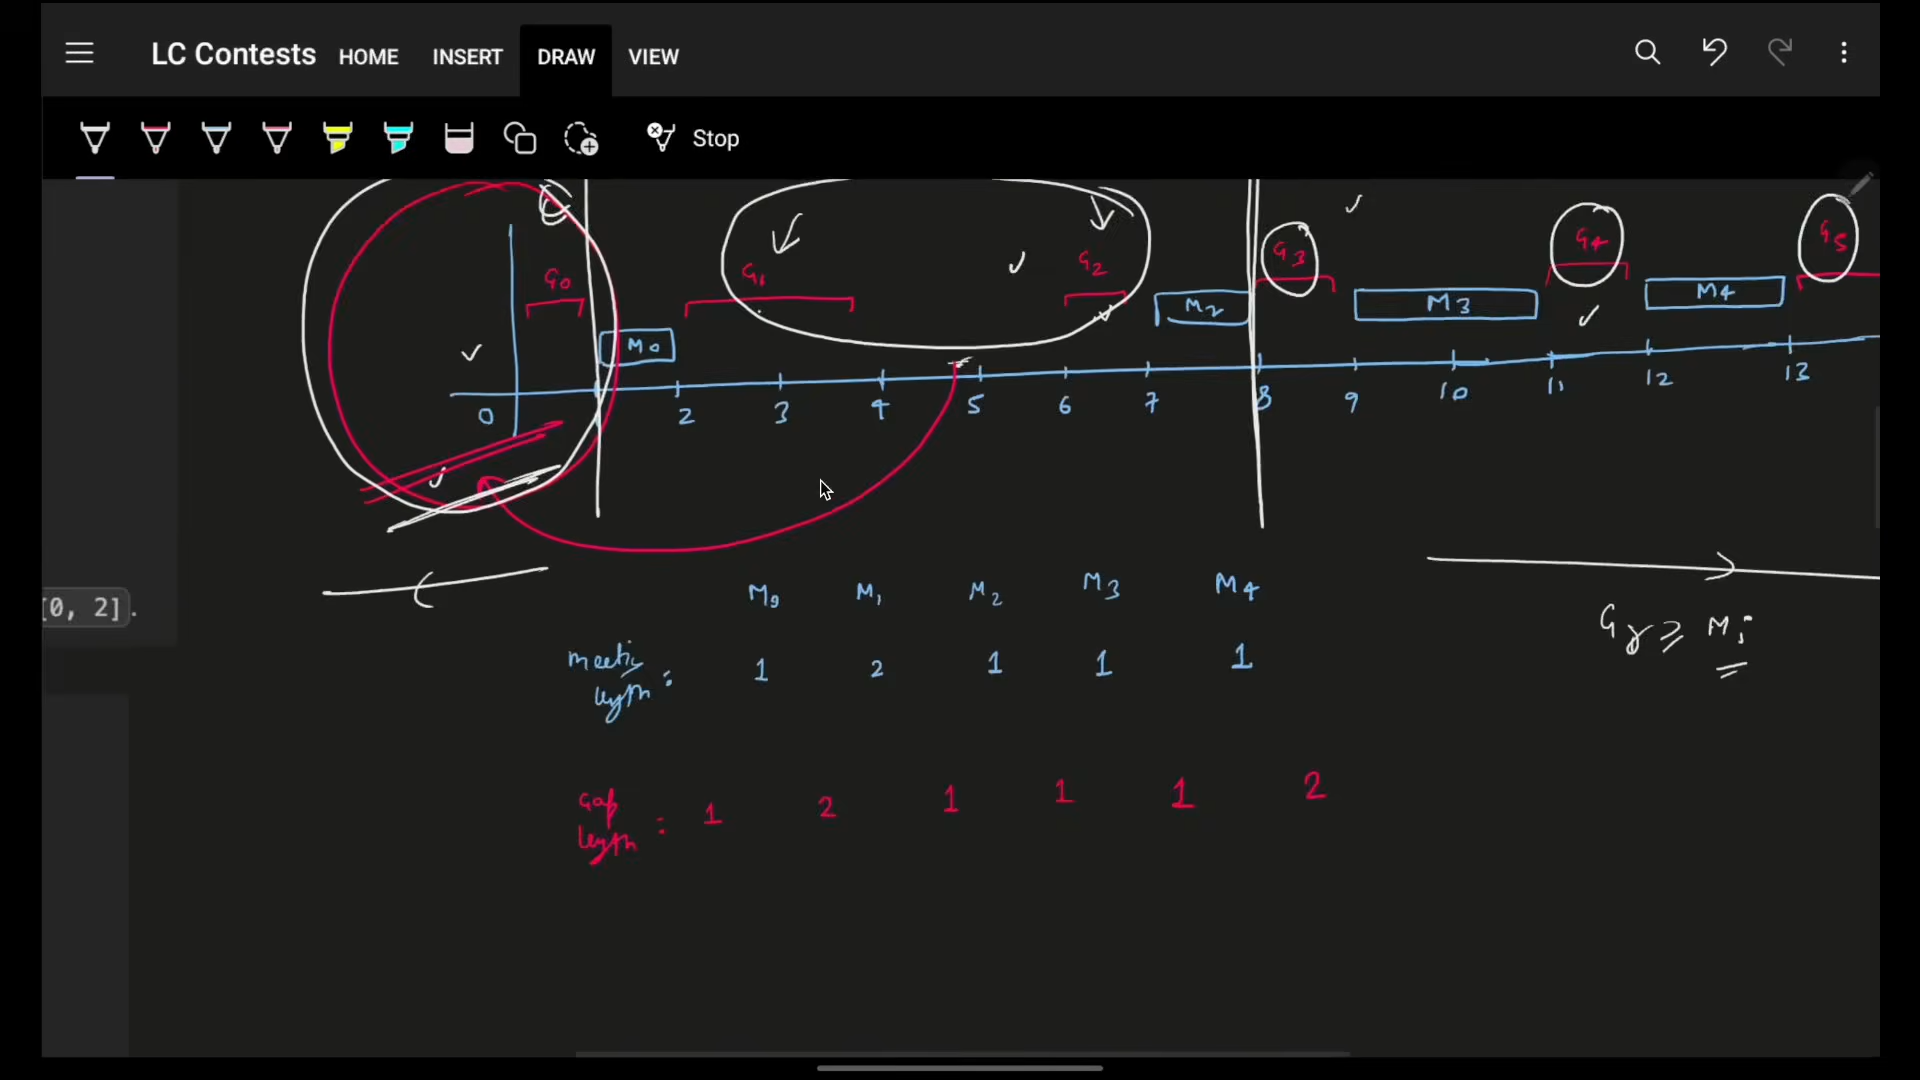 LC Contests HOME INSERT DRAW VIEW
Stop
G0 G1 G2 G3 G4 G5
M0 M2 M3 M4
0 2 3 4 5 6 7 8 9 10 11 12 13
[0, 2].
M0 M1 M2 M3 M4
Gr ≥ Mi
length : 1 2 1 1 1
Gap
length : 1 2 1 1 1 2